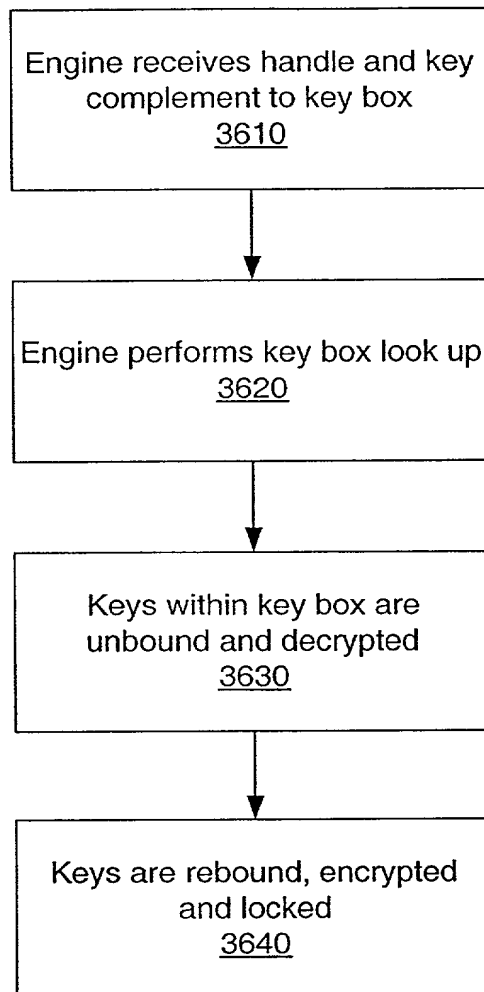 Engine receives handle and key
complement to key box
3610
Engine performs key box look up
3620
Keys within key box are
unbound and decrypted
3630
Keys are rebound, encrypted
and locked
3640